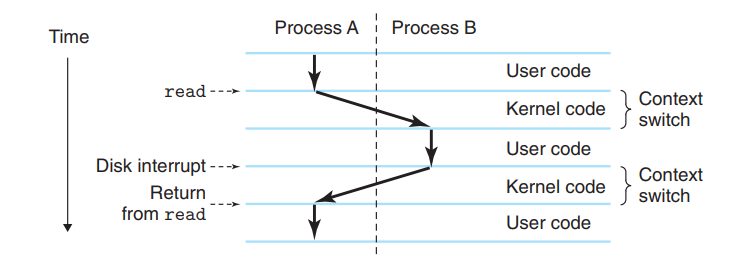 Process A
Process B
Time
User code
read
Kernel code
Context
switch
User code
Disk interrupt
Kernel code
Context
switch
Return
from read
User code